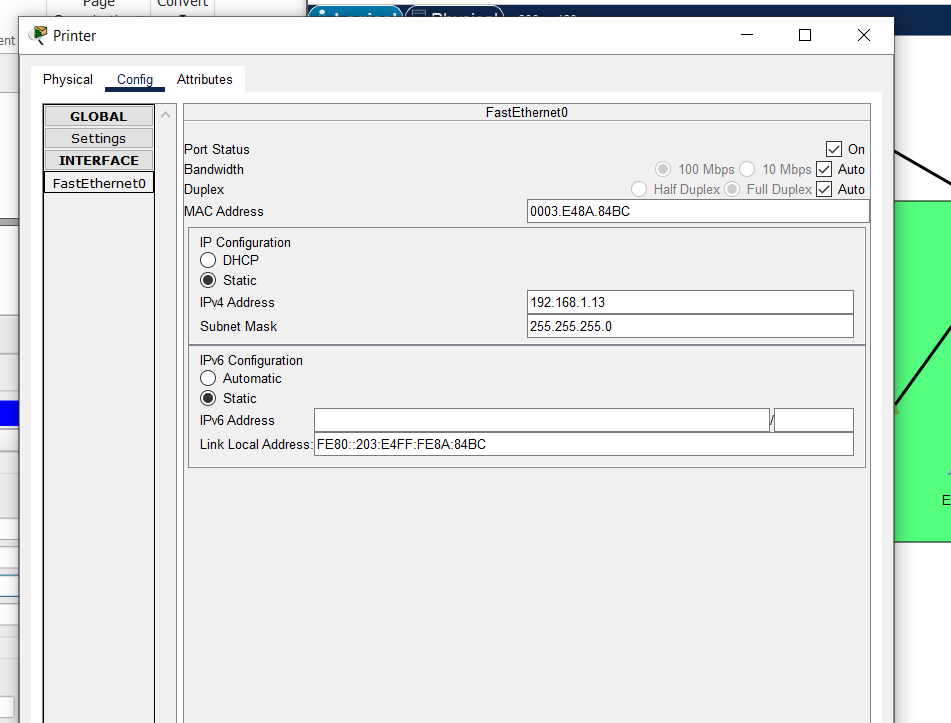 Page
Convert
Printer
Physical
Config
Attributes
GLOBAL
Settings
INTERFACE
FastEthernet0
FastEthernet0
Port Status
On
Bandwidth
100 Mbps
10 Mbps
Auto
Duplex
Half Duplex
Full Duplex
Auto
MAC Address
0003.E48A.84BC
IP Configuration
DHCP
Static
IPv4 Address
192.168.1.13
Subnet Mask
255.255.255.0
IPv6 Configuration
Automatic
Static
IPv6 Address
/
Link Local Address:
FE80::203:E4FF:FE8A:84BC